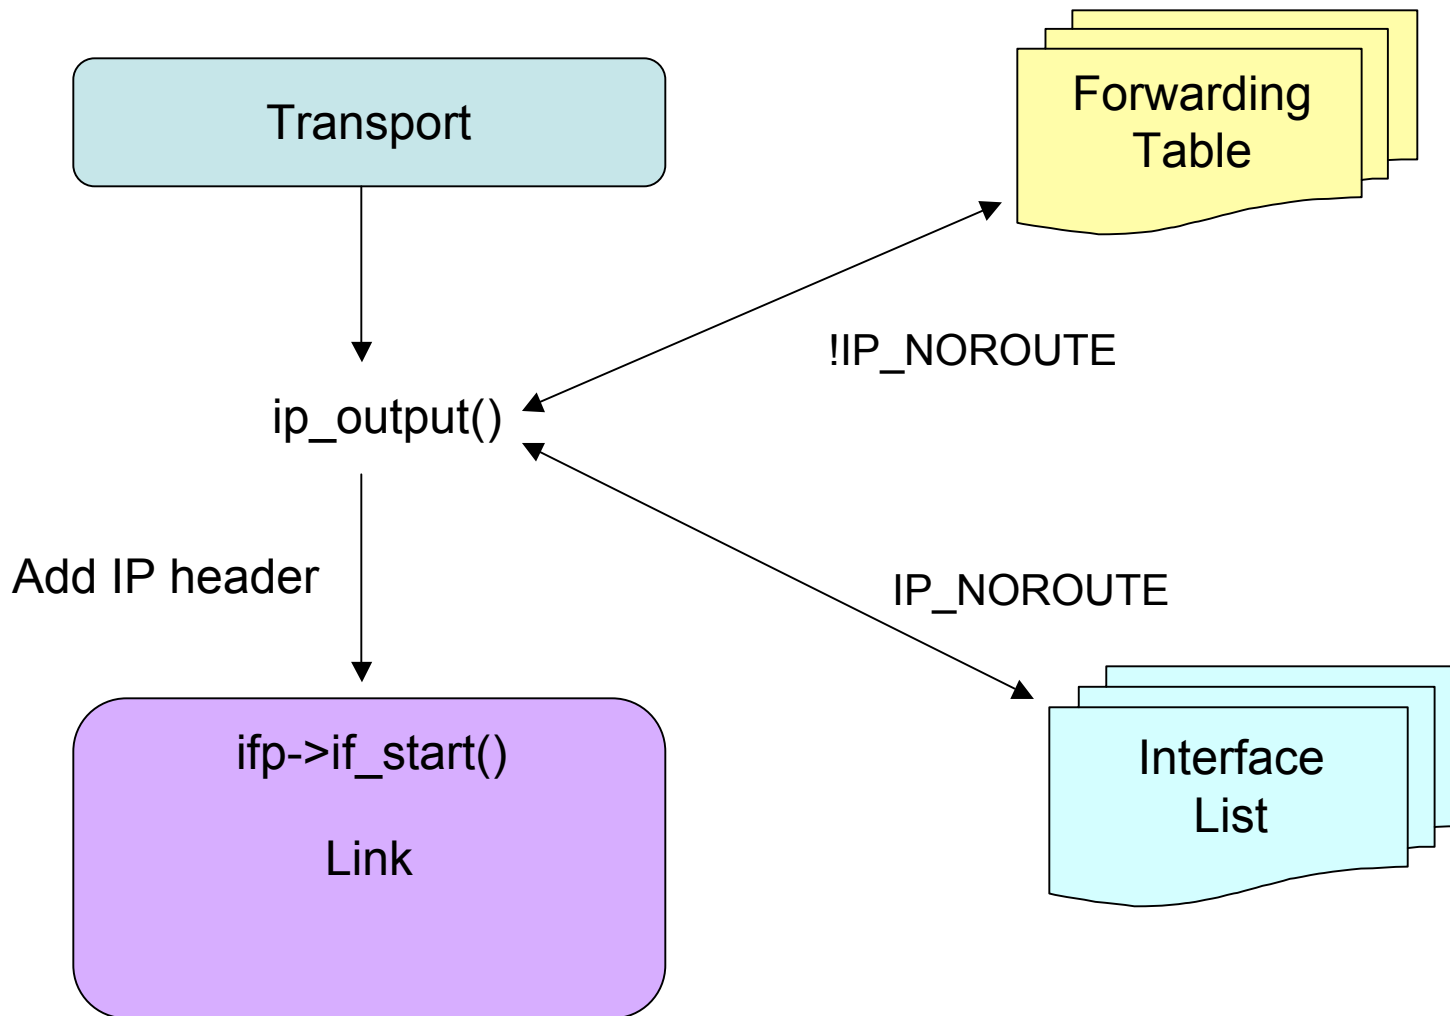 Transport
Forwarding
Table
!IP_NOROUTE
ip_output()
Add IP header
IP_NOROUTE
ifp->if_start()
Link
Interface
List